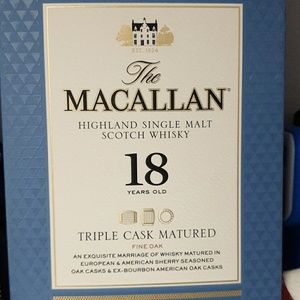 EST. 1824
The
MACALLAN
HIGHLAND SINGLE MALT
SCOTCH WHISKY
18
YEARS OLD
TRIPLE CASK MATURED
FINE OAK
AN EXQUISITE MARRIAGE OF WHISKY MATURED IN
EUROPEAN & AMERICAN SHERRY SEASONED
OAK CASKS & EX-BOURBON AMERICAN OAK CASKS